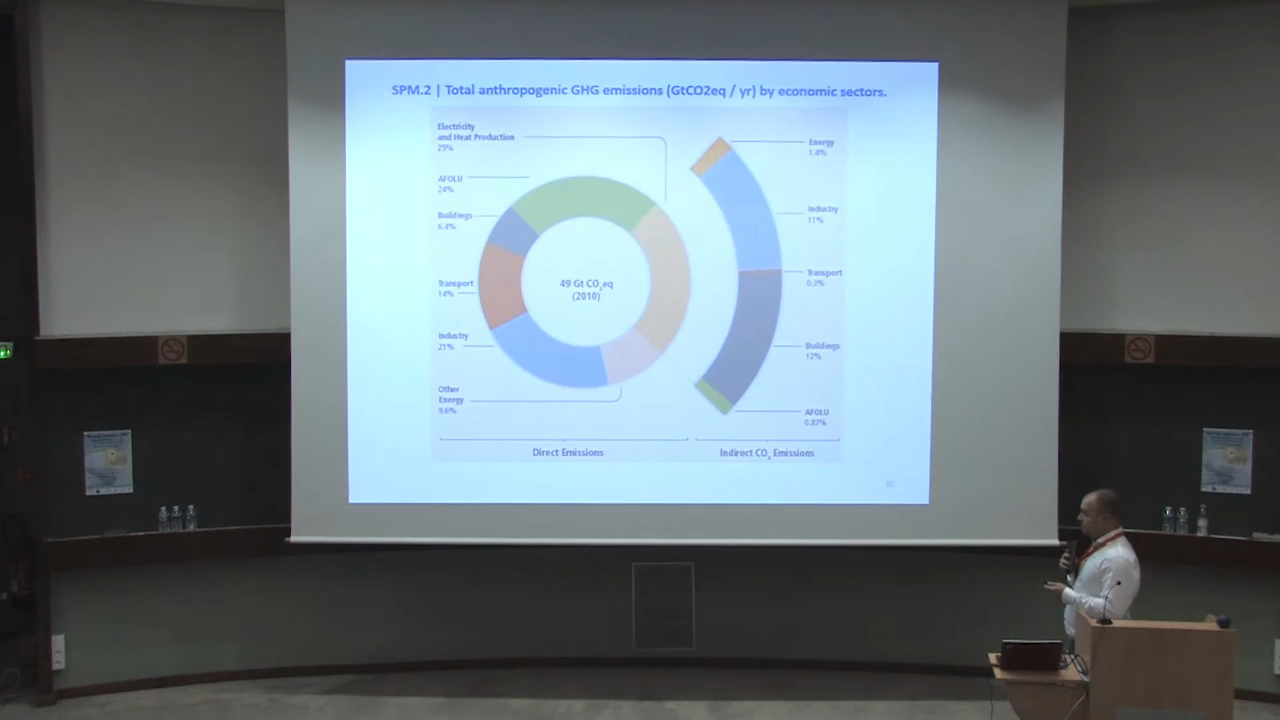 SPM.2 | Total anthropogenic GHG emissions (GtCO2eq / yr) by economic sectors.
Electricity
and Heat Production
25%
AFOLU
24%
Buildings
6.4%
Transport
14%
Industry
21%
Other
Energy
9.6%
49 Gt CO₂eq
(2010)
Energy
1.4%
Industry
11%
Transport
0.3%
Buildings
12%
AFOLU
0.87%
Direct Emissions
Indirect CO₂ Emissions